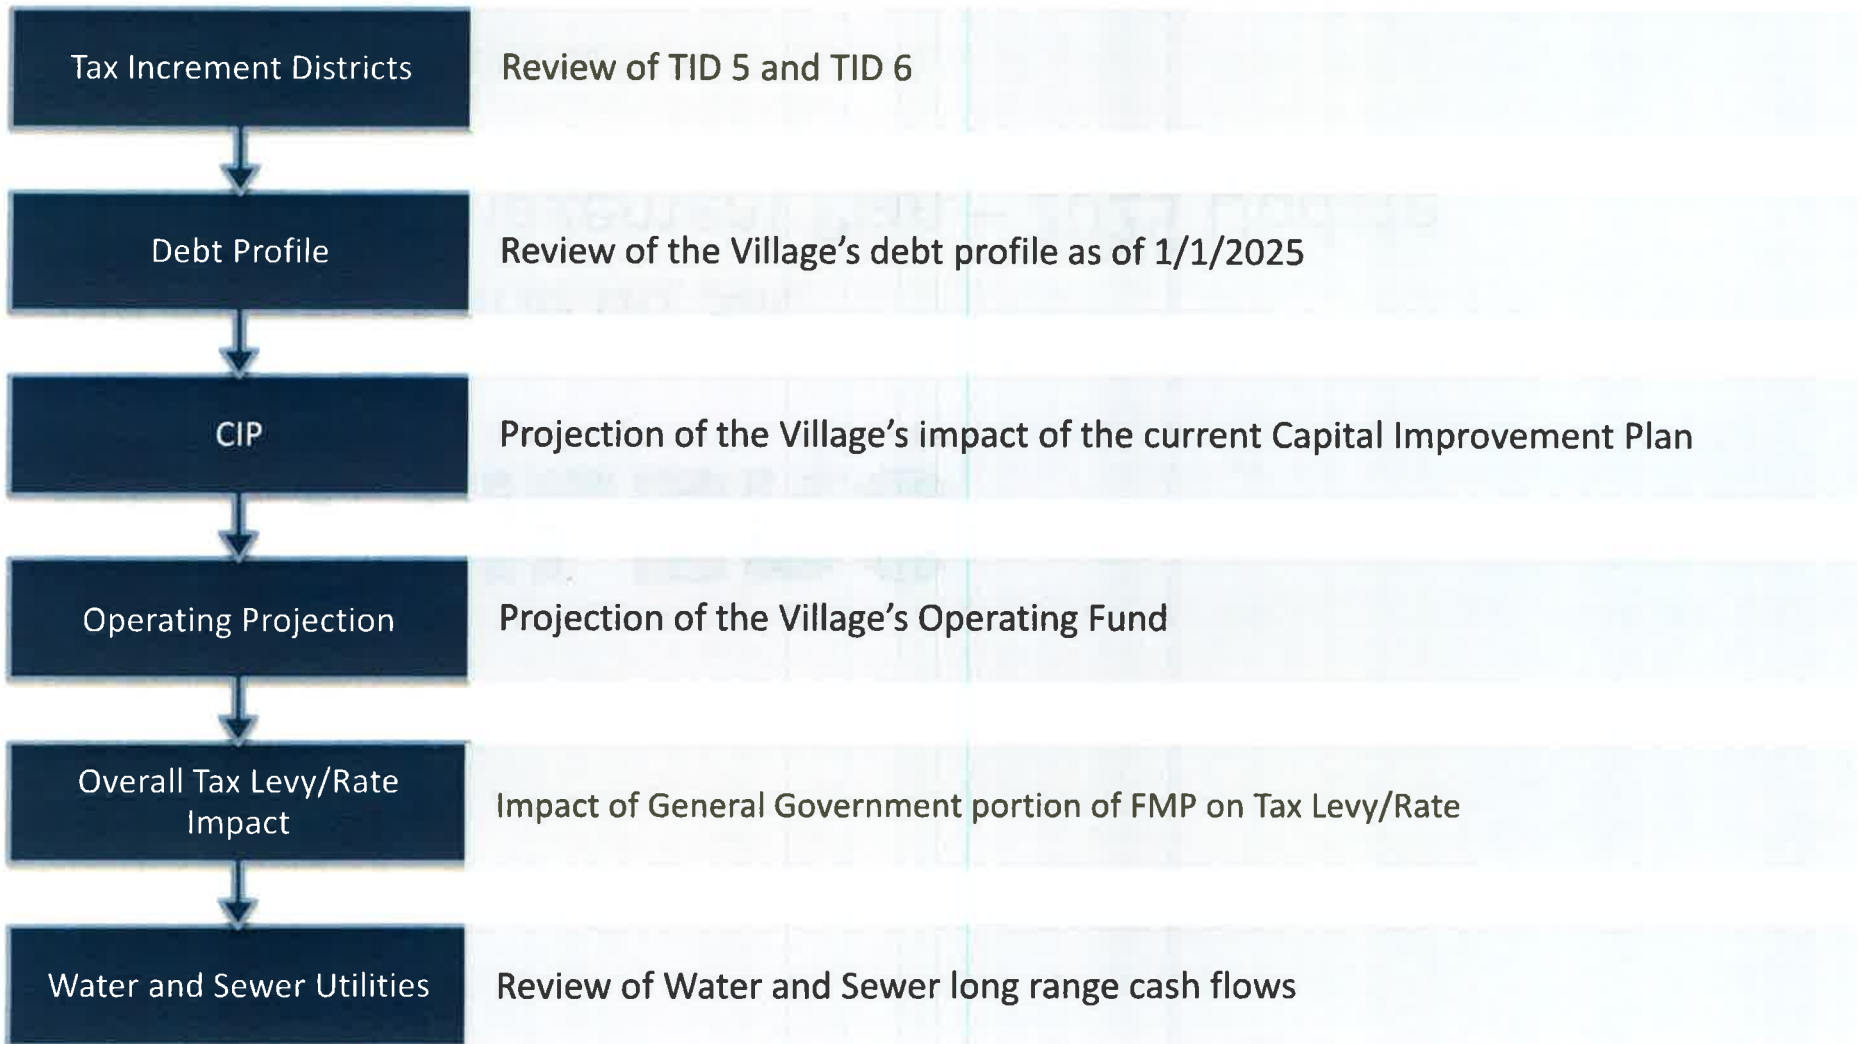 Tax Increment Districts
Review of TID 5 and TID 6
Debt Profile
Review of the Village’s debt profile as of 1/1/2025
CIP
Projection of the Village’s impact of the current Capital Improvement Plan
Operating Projection
Projection of the Village’s Operating Fund
Overall Tax Levy/Rate
Impact
Impact of General Government portion of FMP on Tax Levy/Rate
Water and Sewer Utilities
Review of Water and Sewer long range cash flows